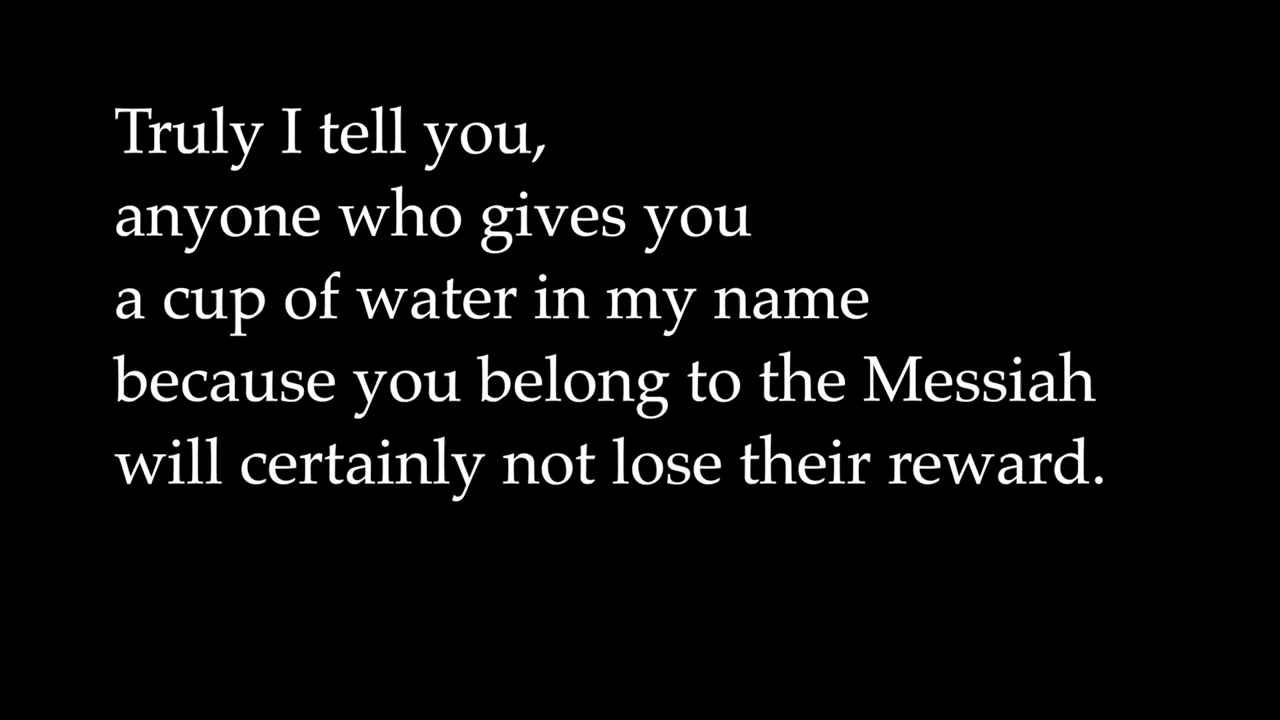 Truly I tell you,
anyone who gives you
a cup of water in my name
because you belong to the Messiah
will certainly not lose their reward.